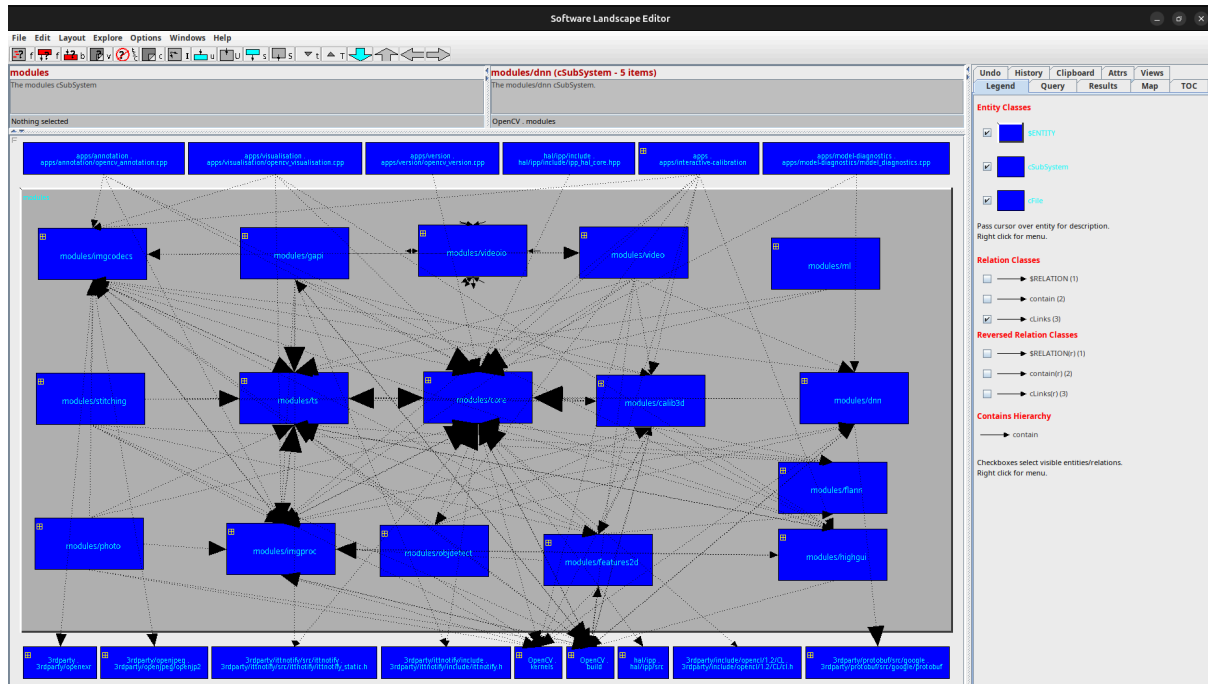 Software Landscape Editor
File Edit Layout Explore Options Windows Help
f f b v c c I u U s S t T
modules
The modules cSubSystem
Nothing selected
modules/dnn (cSubSystem - 5 items)
The modules/dnn cSubSystem.
OpenCV . modules
apps/annotation .
apps/annotation/opencv_annotation.cpp
apps/visualisation .
apps/visualisation/opencv_visualisation.cpp
apps/version .
apps/version/opencv_version.cpp
hal/ipp/include .
hal/ipp/include/ipp_hal_core.hpp
apps .
apps/interactive-calibration
apps/model-diagnostics .
apps/model-diagnostics/model_diagnostics.cpp
modules/imgcodecs
modules/gapi
modules/videoio
modules/video
modules/ml
modules/stitching
modules/ts
modules/core
modules/calib3d
modules/dnn
modules/flann
modules/photo
modules/imgproc
modules/objdetect
modules/features2d
modules/highgui
3rdparty .
3rdparty/openexr
3rdparty/openjpeg .
3rdparty/openjpeg/openjp2
3rdparty/ittnotify/src/ittnotify .
3rdparty/ittnotify/src/ittnotify/ittnotify_static.h
3rdparty/ittnotify/include .
3rdparty/ittnotify/include/ittnotify.h
OpenCV .
kernels
OpenCV .
build
hal/ipp .
hal/ipp/src
3rdparty/include/opencl/1.2/CL .
3rdparty/include/opencl/1.2/CL/cl.h
3rdparty/protobuf/src/google .
3rdparty/protobuf/src/google/protobuf
Undo History Clipboard Attrs Views
Legend Query Results Map TOC
Entity Classes
$ENTITY
cSubSystem
cFile
Pass cursor over entity for description.
Right click for menu.
Relation Classes
$RELATION (1)
contain (2)
cLinks (3)
Reversed Relation Classes
$RELATION(r) (1)
contain(r) (2)
cLinks(r) (3)
Contains Hierarchy
contain
Checkboxes select visible entities/relations.
Right click for menu.